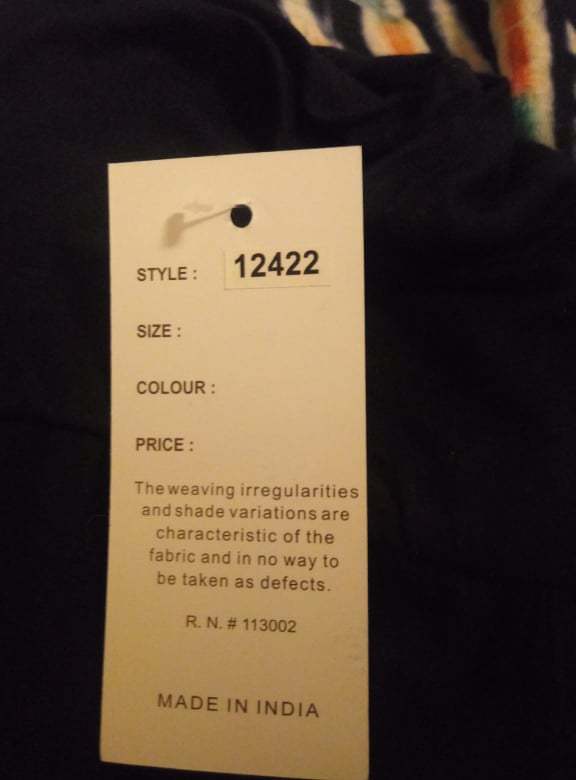 STYLE : 12422
SIZE :
COLOUR :
PRICE :
The weaving irregularities
and shade variations are
characteristic of the
fabric and in no way to
be taken as defects.
R. N. # 113002
MADE IN INDIA